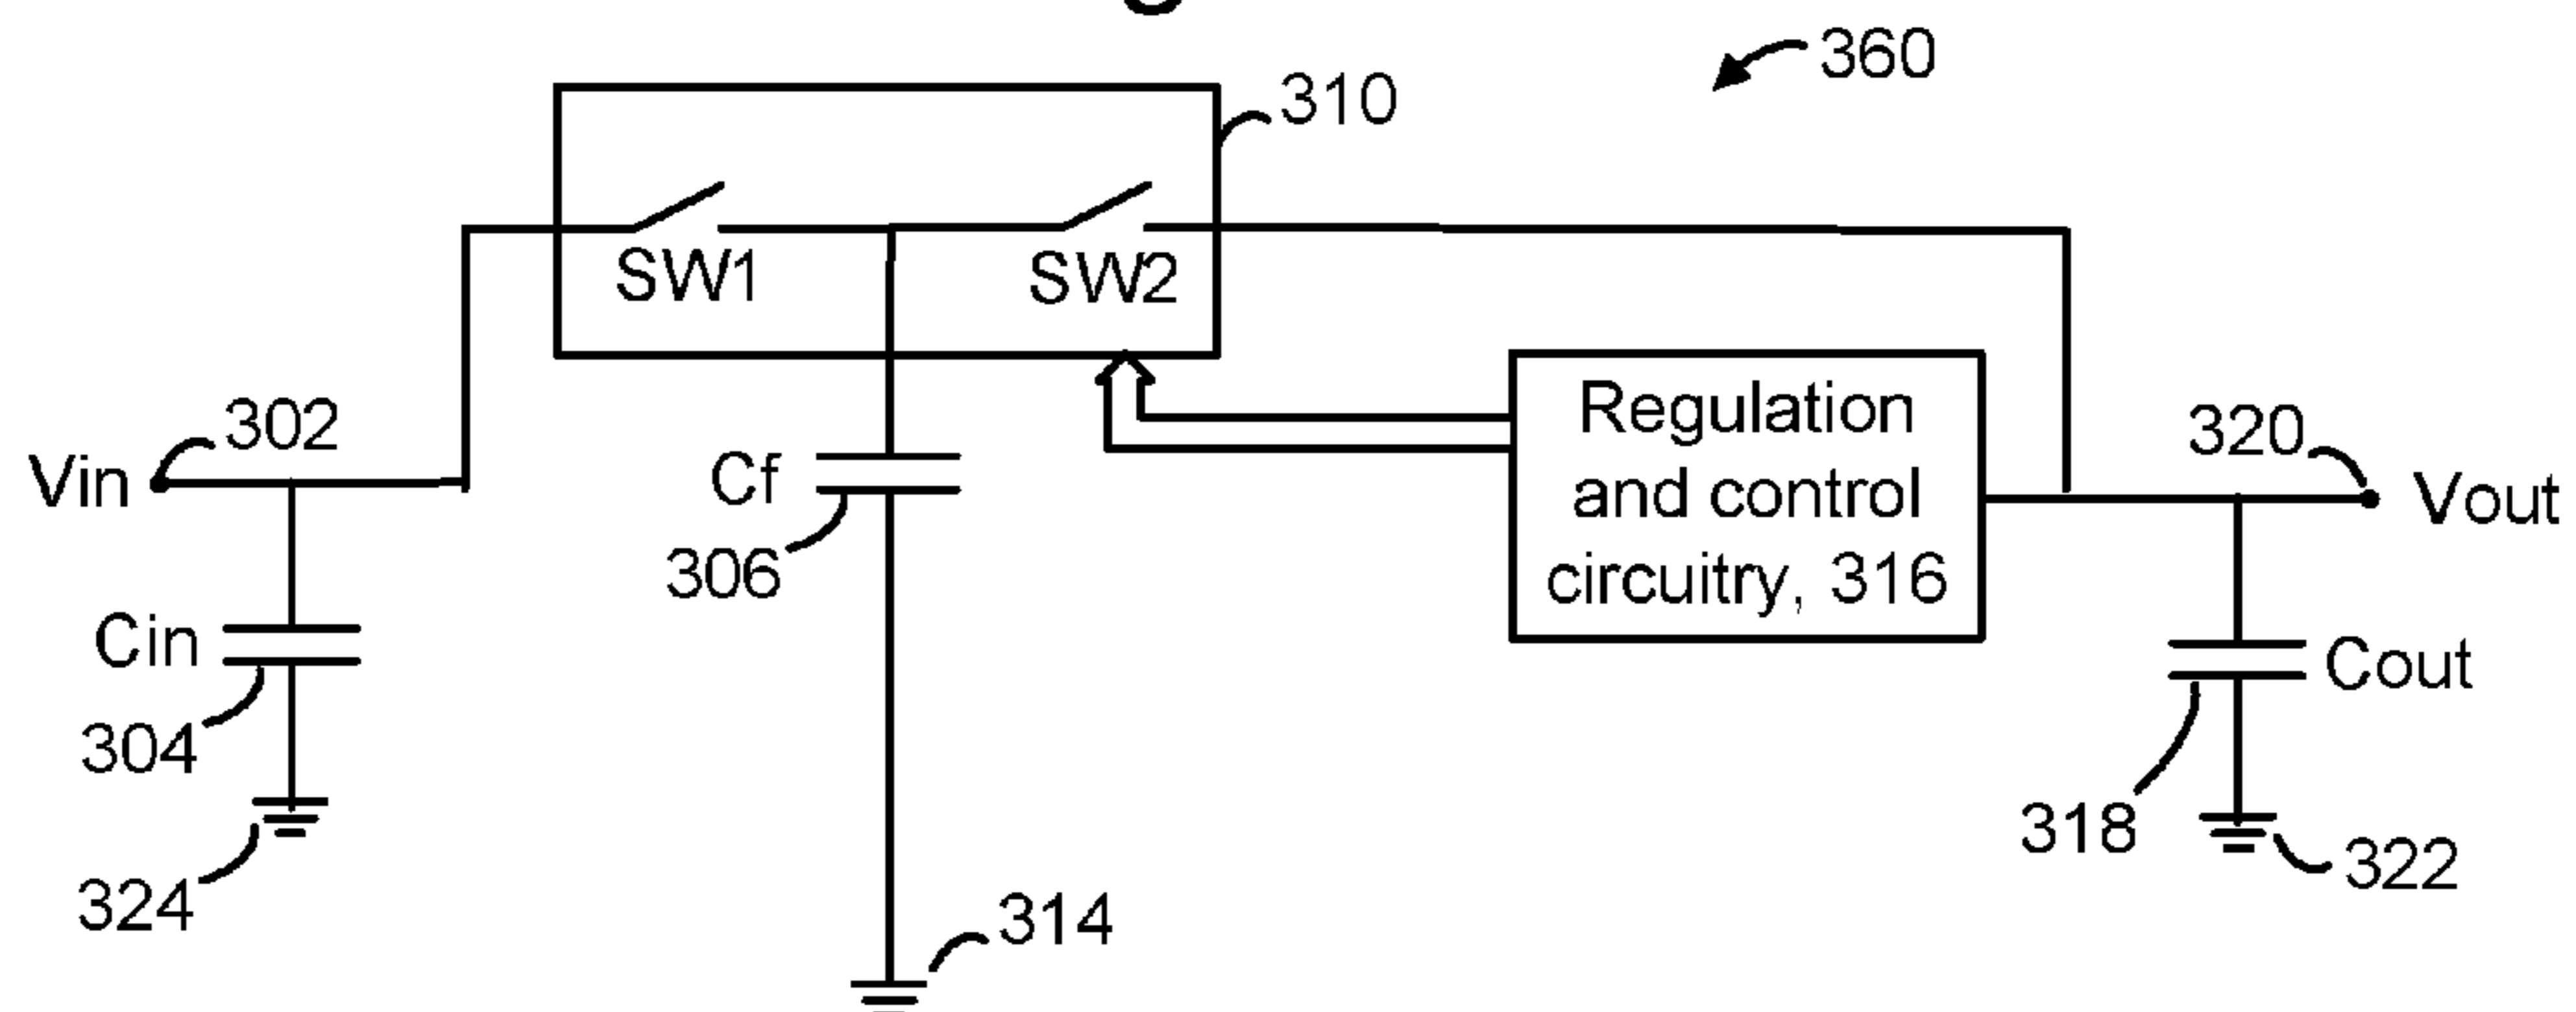 360
310
SW1
SW2
302
Vin
Cf
306
Regulation
and control
circuitry, 316
320
Vout
Cin
304
324
314
Cout
318
322